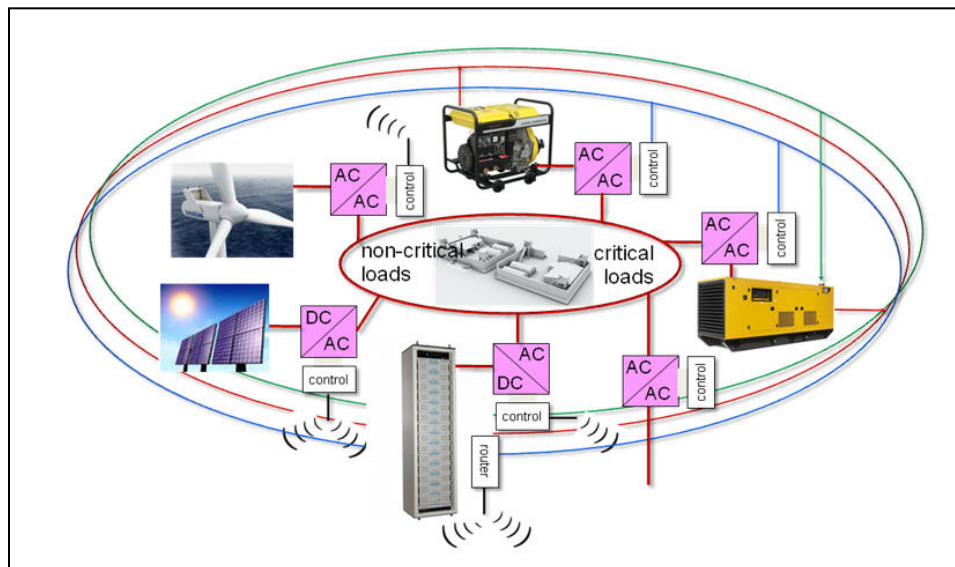 AC
AC
control
AC
AC
control
AC
AC
control
non-critical
loads
critical
loads
DC
AC
control
AC
DC
control
AC
AC
control
router